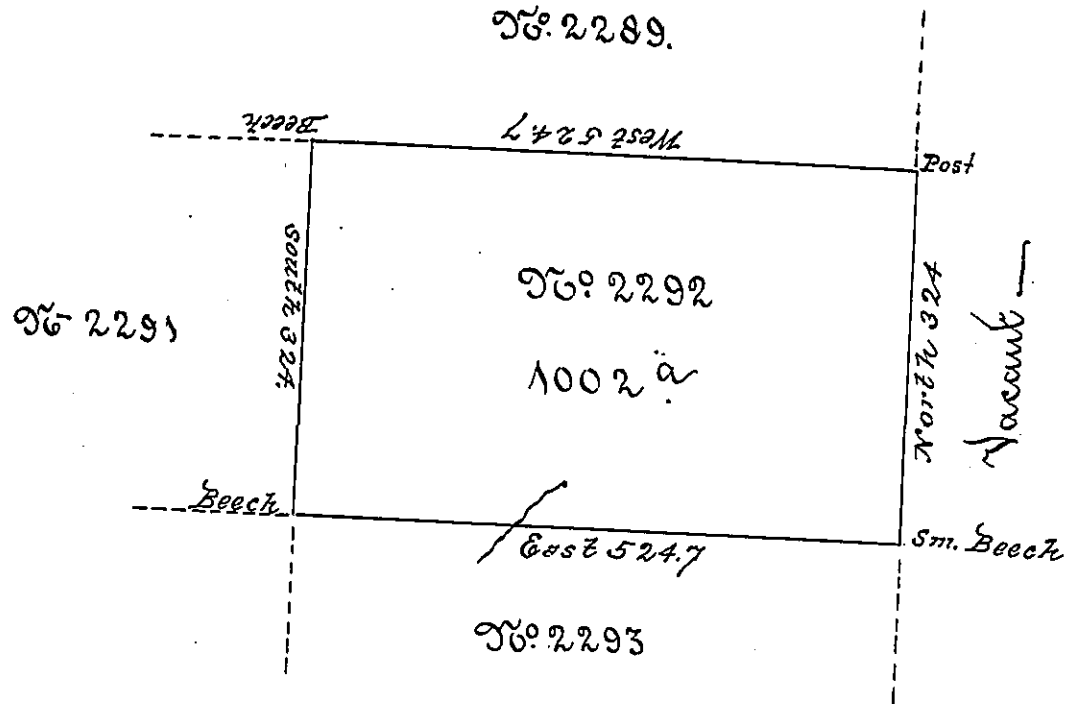 No. 2289.
Beech
West 524.7
Post
South 324.
No 2292
1002 a
North 324
Vacant —
No 2291
Beech
East 524.7
Sm. Beech
No. 2293